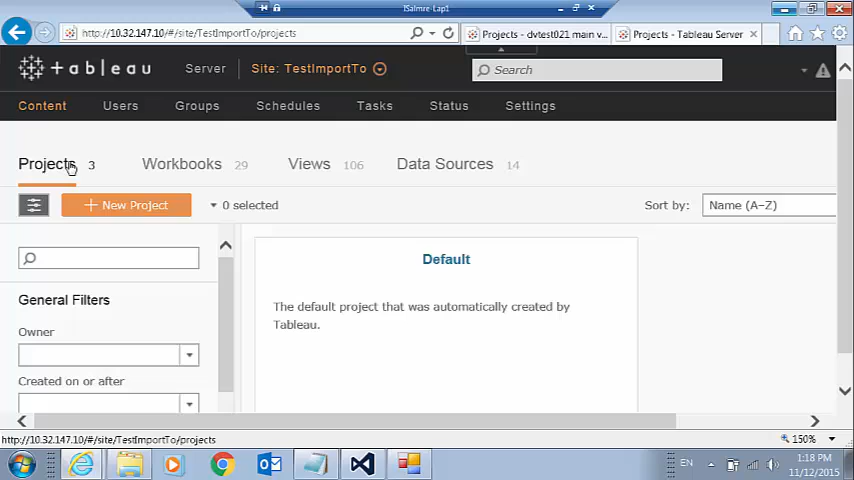 ISalmre-Lap1
http://10.32.147.10/#/site/TestImportTo/projects
Projects - dvtest021 main v...
Projects - Tableau Server
tableau Server Site: TestImportTo Search
Content Users Groups Schedules Tasks Status Settings
Projects 3 Workbooks 29 Views 106 Data Sources 14
+ New Project 0 selected Sort by: Name (A-Z)
Default
General Filters
The default project that was automatically created by
Tableau.
Owner
Created on or after
http://10.32.147.10/#/site/TestImportTo/projects
150%
EN
1:18 PM
11/12/2015